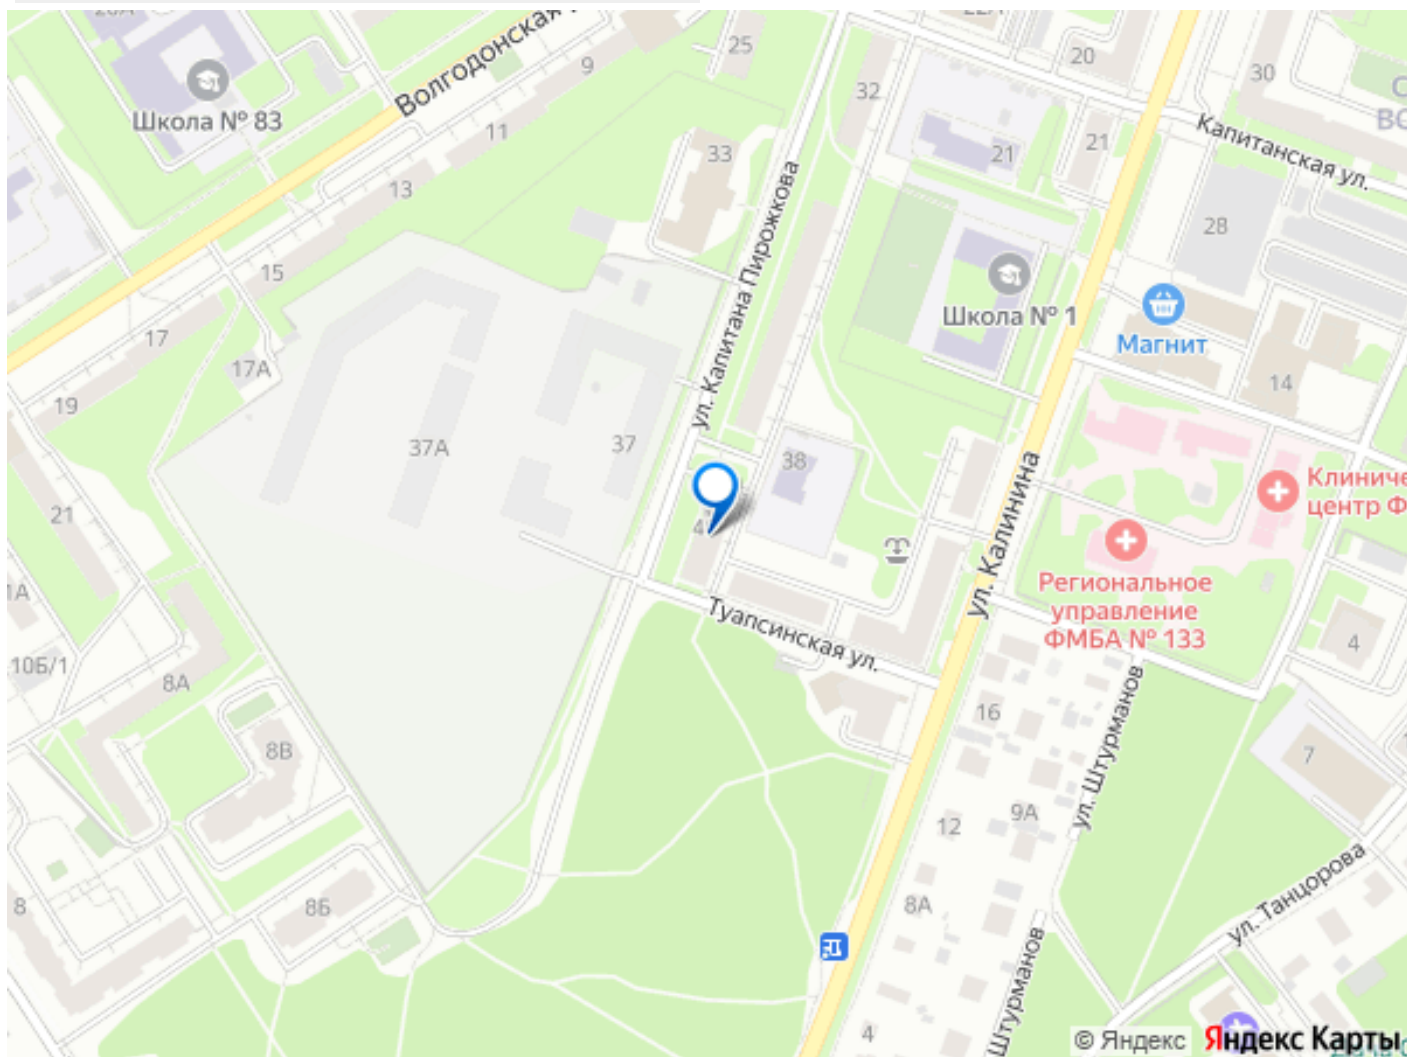 Волгодонская
25
9
11
13
15
17
17А
19
21
33
32
20
21
30
21
28
14
Школа № 83
ул. Капитана Пирожкова
Капитанская ул.
Школа № 1
Магнит
37А
37
38
ул. Калинина
Клиниче
центр Ф
Региональное
управление
ФМБА № 133
Туапсинская ул.
1А
10Б/1
8А
8В
8Б
8
16
12
9А
8А
4
4
7
ул. Штурманов
Штурманов
ул. Танцорова
© Яндекс
Яндекс Карты